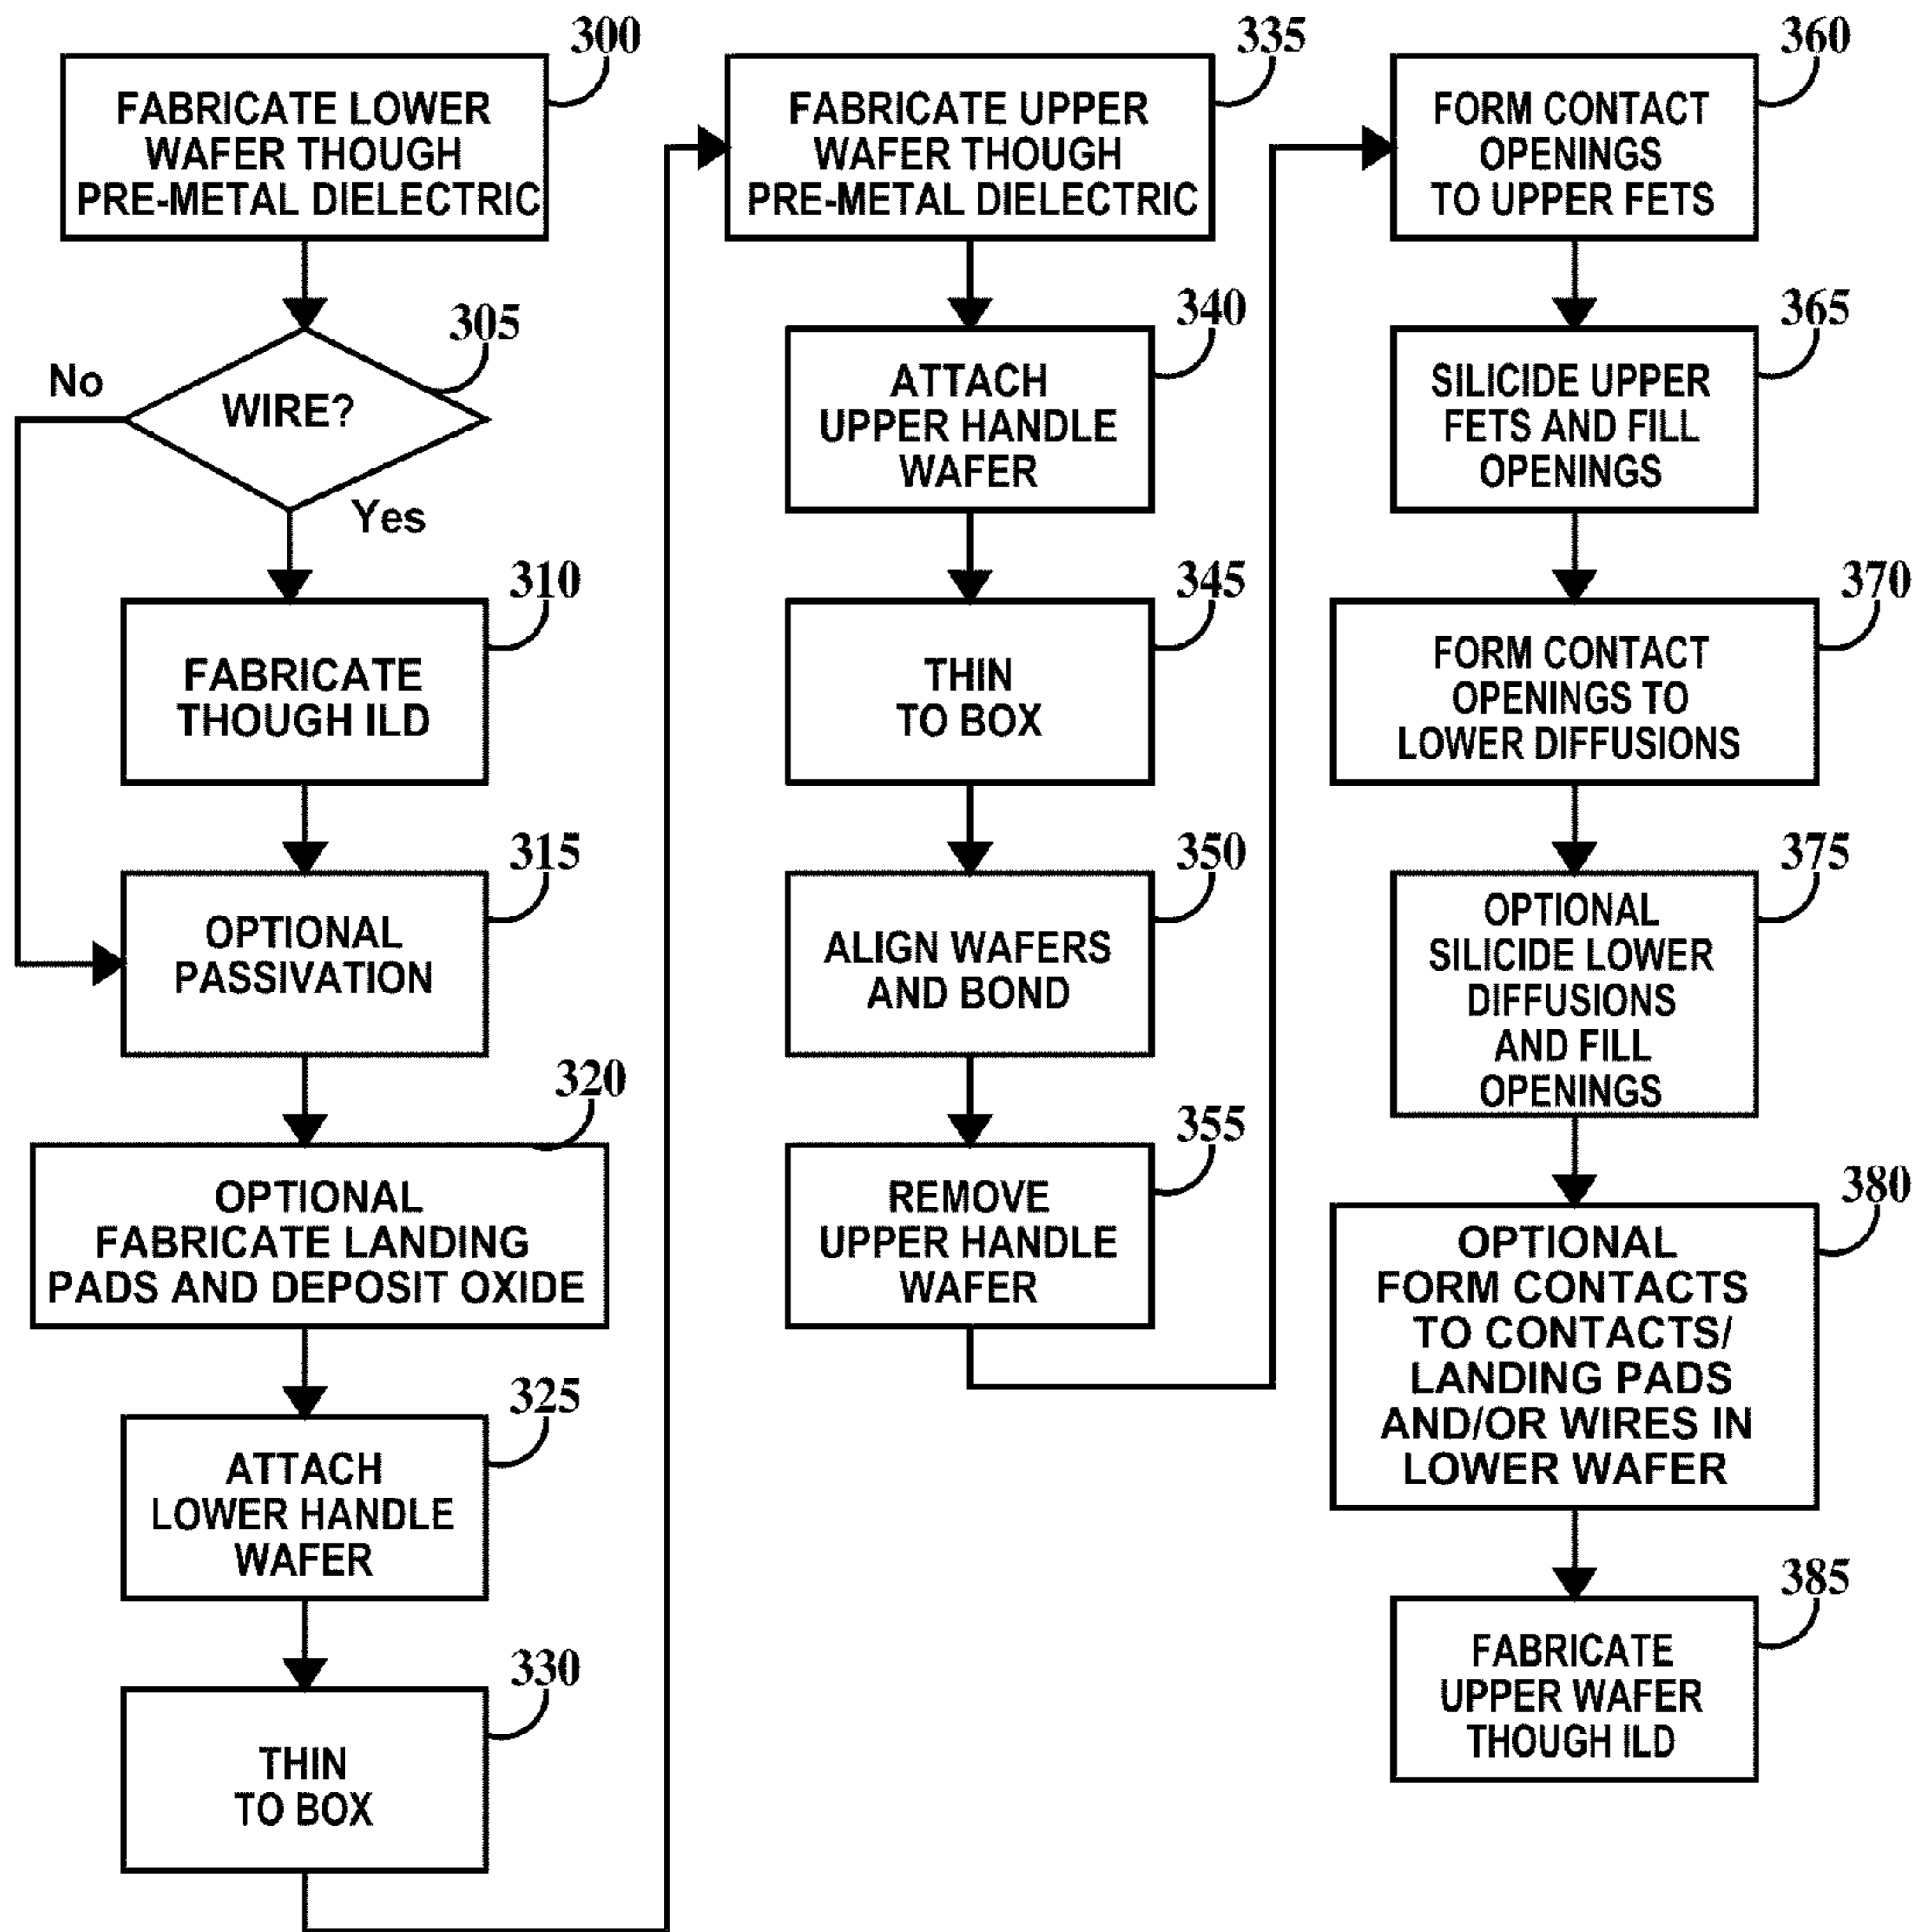 300
FABRICATE LOWER
WAFER THOUGH
PRE-METAL DIELECTRIC
305
No
WIRE?
Yes
310
FABRICATE
THOUGH ILD
315
OPTIONAL
PASSIVATION
320
OPTIONAL
FABRICATE LANDING
PADS AND DEPOSIT OXIDE
325
ATTACH
LOWER HANDLE
WAFER
330
THIN
TO BOX
335
FABRICATE UPPER
WAFER THOUGH
PRE-METAL DIELECTRIC
340
ATTACH
UPPER HANDLE
WAFER
345
THIN
TO BOX
350
ALIGN WAFERS
AND BOND
355
REMOVE
UPPER HANDLE
WAFER
360
FORM CONTACT
OPENINGS
TO UPPER FETS
365
SILICIDE UPPER
FETS AND FILL
OPENINGS
370
FORM CONTACT
OPENINGS TO
LOWER DIFFUSIONS
375
OPTIONAL
SILICIDE LOWER
DIFFUSIONS
AND FILL
OPENINGS
380
OPTIONAL
FORM CONTACTS
TO CONTACTS/
LANDING PADS
AND/OR WIRES IN
LOWER WAFER
385
FABRICATE
UPPER WAFER
THOUGH ILD